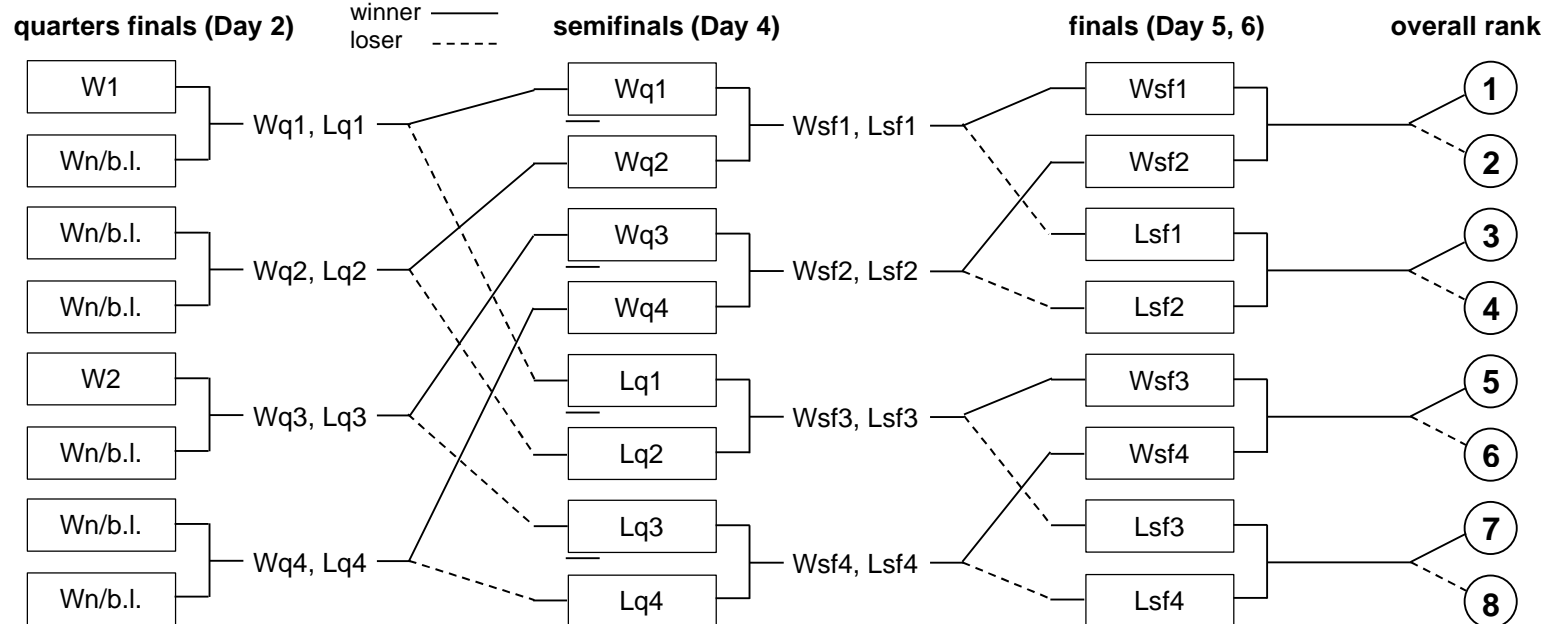 winner
loser
quarters finals (Day 2)
semifinals (Day 4)
finals (Day 5, 6)
overall rank
W1
Wn/b.l.
Wq1, Lq1
Wn/b.l.
Wn/b.l.
Wq2, Lq2
W2
Wn/b.l.
Wq3, Lq3
Wn/b.l.
Wn/b.l.
Wq4, Lq4
Wq1
Wq2
Wsf1, Lsf1
Wq3
Wq4
Wsf2, Lsf2
Lq1
Lq2
Wsf3, Lsf3
Lq3
Lq4
Wsf4, Lsf4
Wsf1
Wsf2
Lsf1
Lsf2
Wsf3
Wsf4
Lsf3
Lsf4
1
2
3
4
5
6
7
8